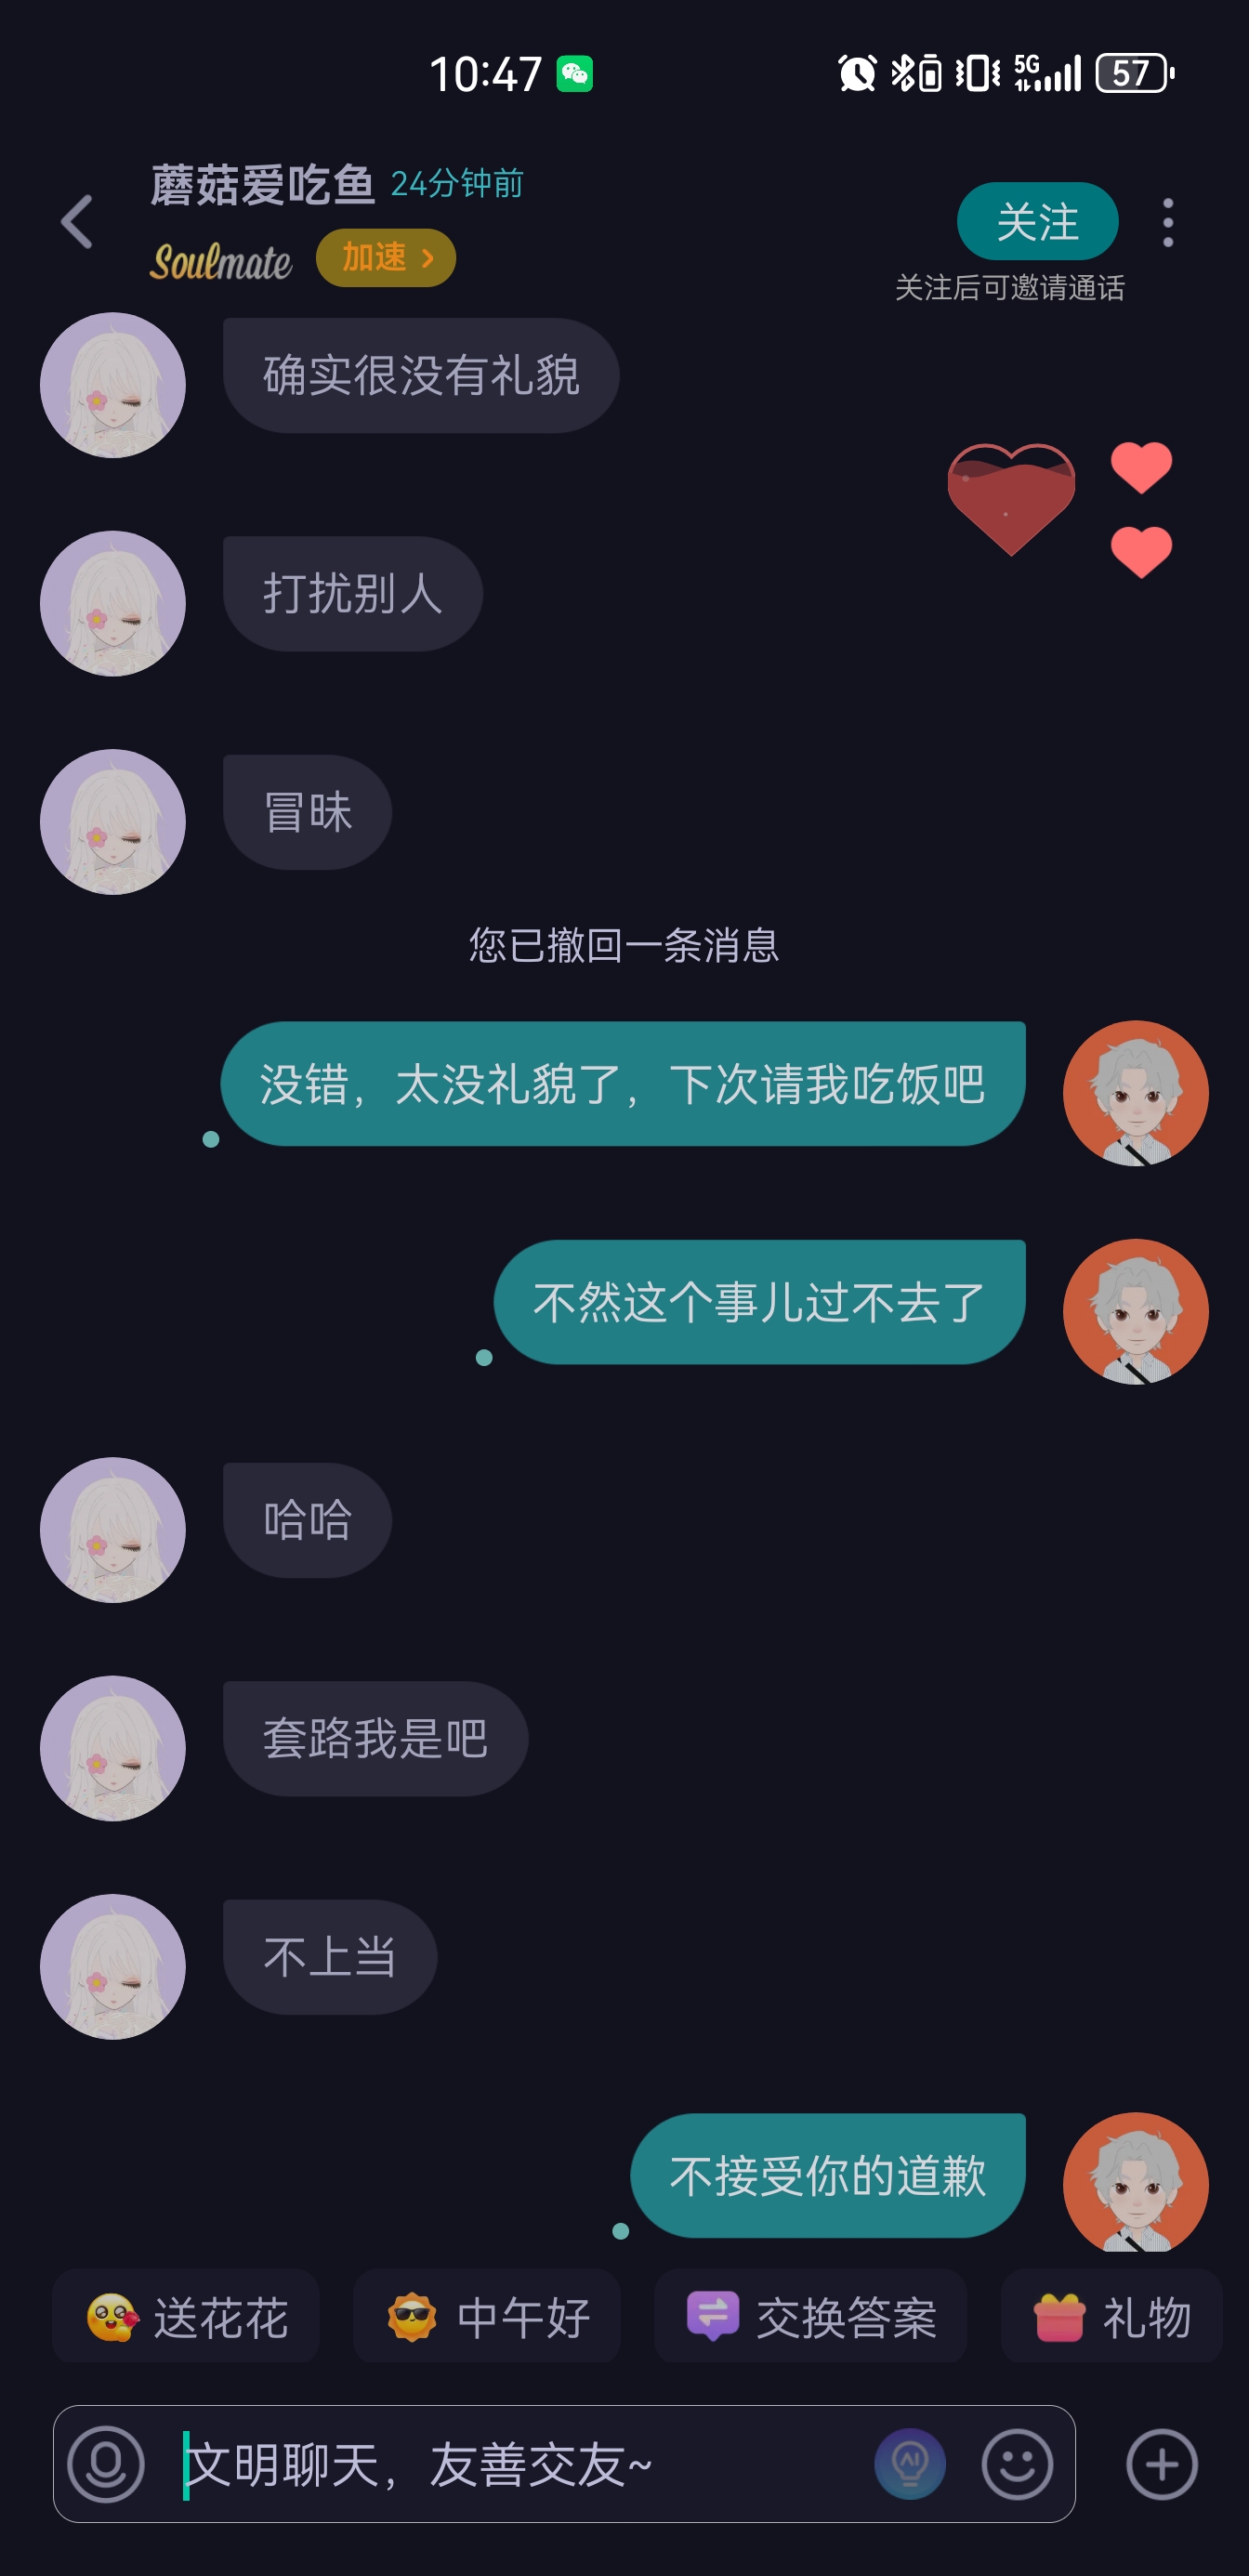 10:47
5G
57
蘑菇爱吃鱼 24分钟前
关注
Soulmate 加速
关注后可邀请通话
确实很没有礼貌
打扰别人
冒昧
您已撤回一条消息
没错，太没礼貌了，下次请我吃饭吧
不然这个事儿过不去了
哈哈
套路我是吧
不上当
不接受你的道歉
送花花
中午好
交换答案
礼物
文明聊天，友善交友~
AI